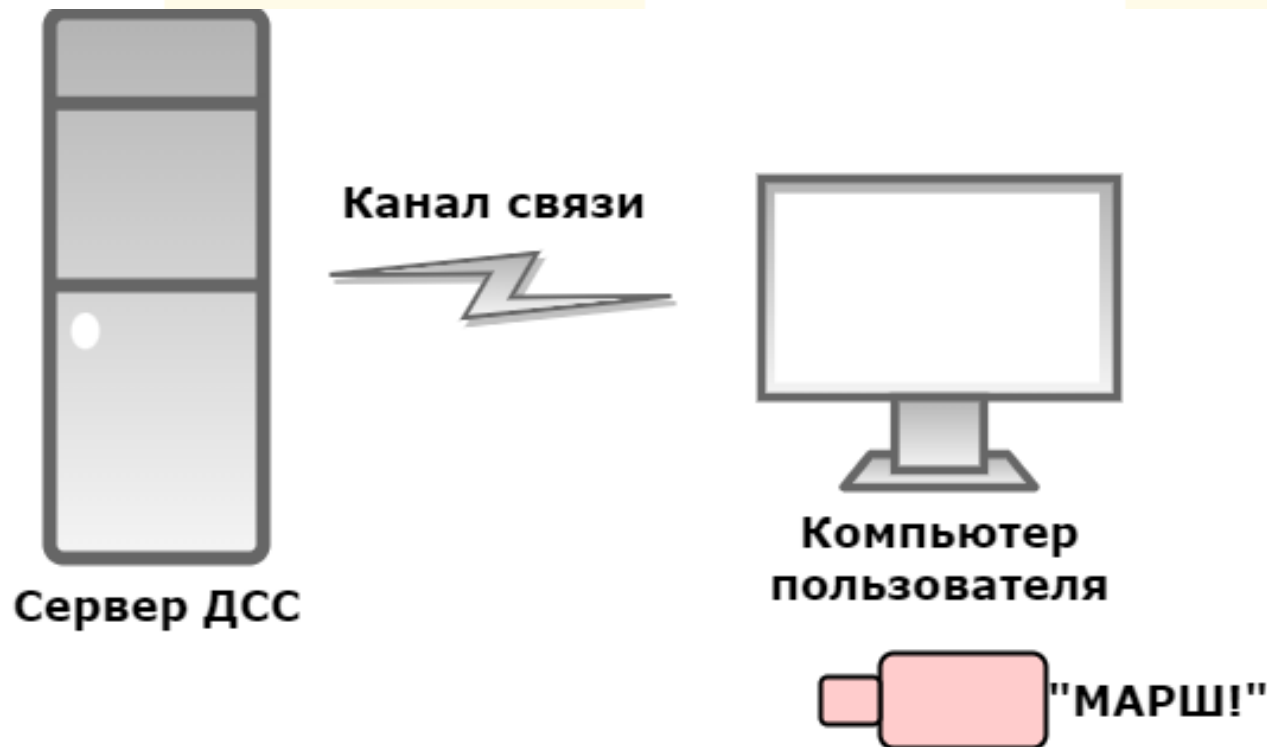 Канал связи
Сервер ДСС
Компьютер
пользователя
"МАРШ!"